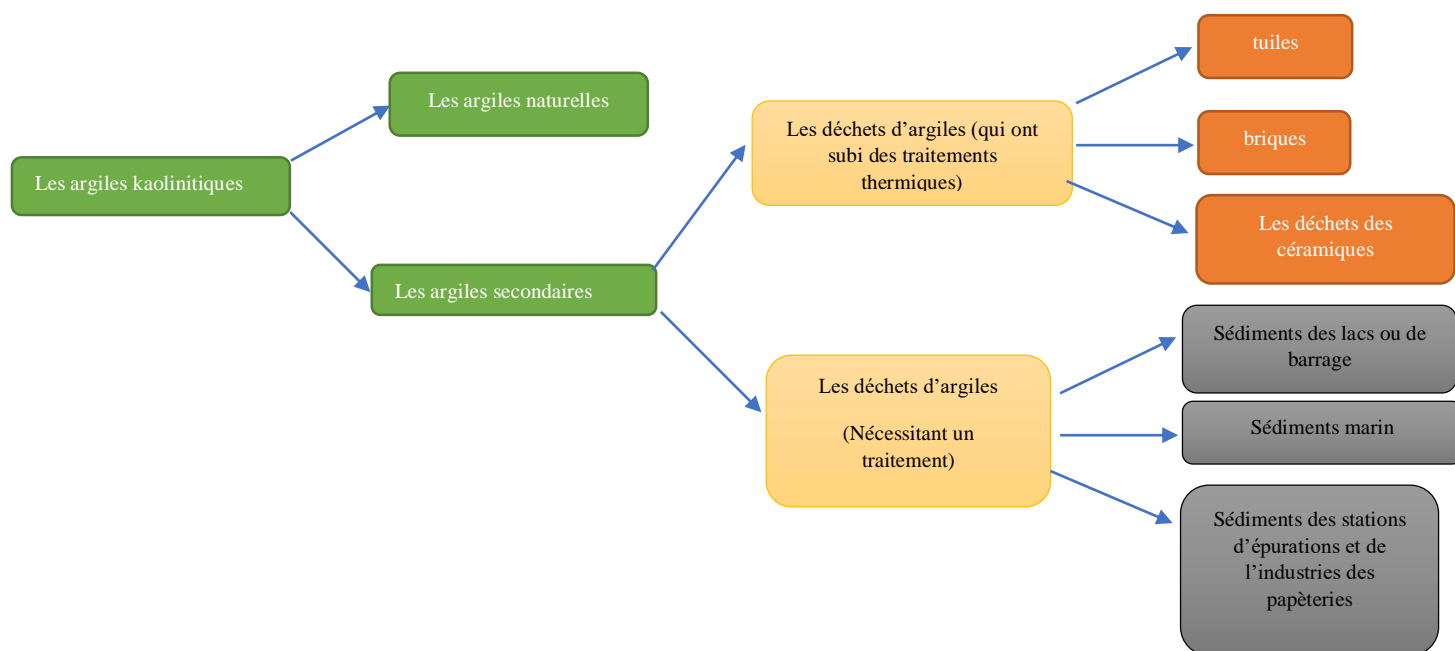 Les argiles kaolinitiques
Les argiles naturelles
Les argiles secondaires
Les déchets d’argiles (qui ont
subi des traitements
thermiques)
tuiles
briques
Les déchets des
céramiques
Les déchets d’argiles
(Nécessitant un
traitement)
Sédiments des lacs ou de
barrage
Sédiments marin
Sédiments des stations
d’épurations et de
l’industries des
papèteries